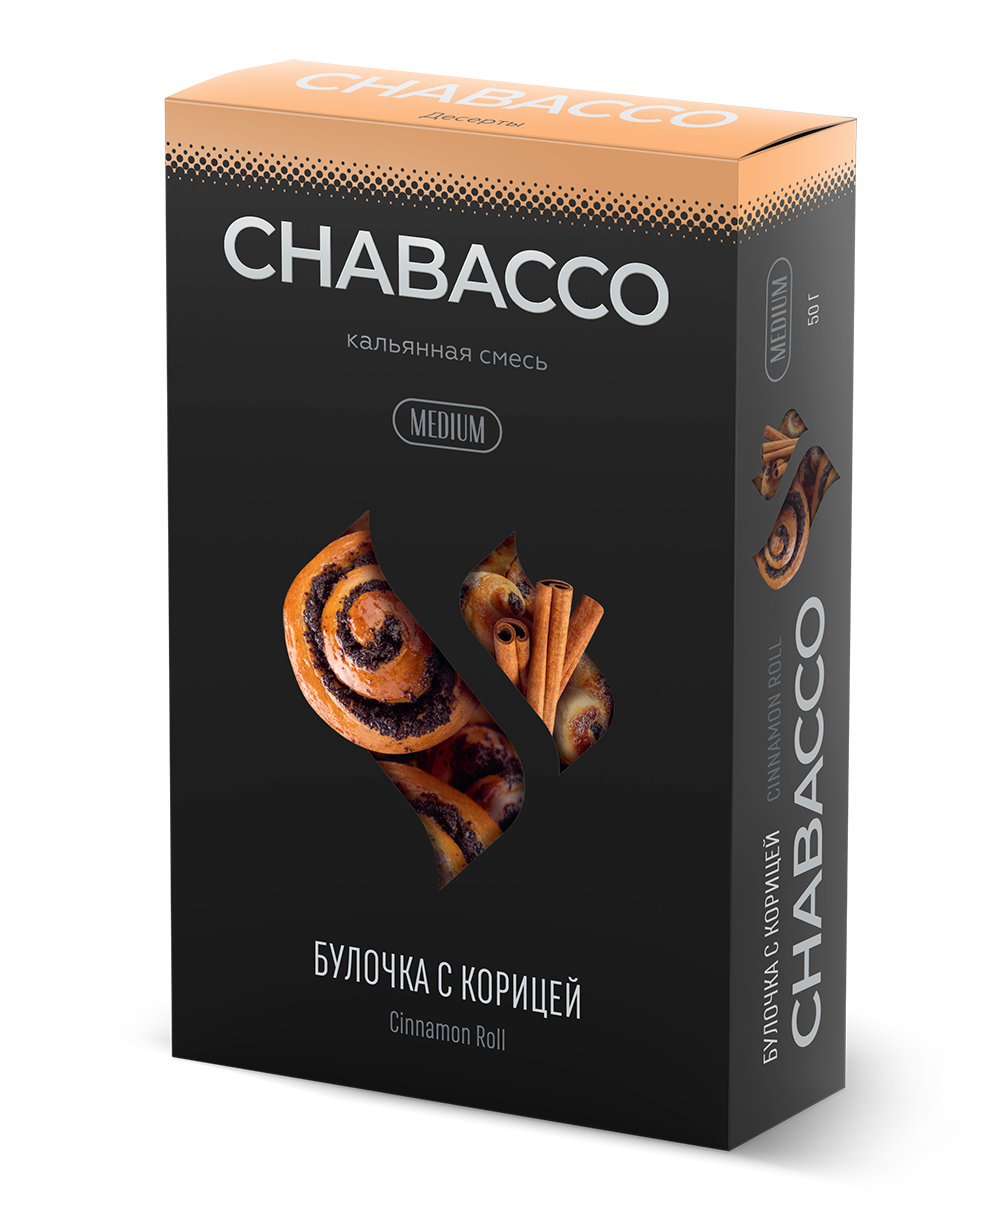 CHABACCO
Десерты
CHABACCO
кальянная смесь
MEDIUM
БУЛОЧКА С КОРИЦЕЙ
Cinnamon Roll
MEDIUM
50 Г
CINNAMON ROLL
БУЛОЧКА С КОРИЦЕЙ
CHABACCO